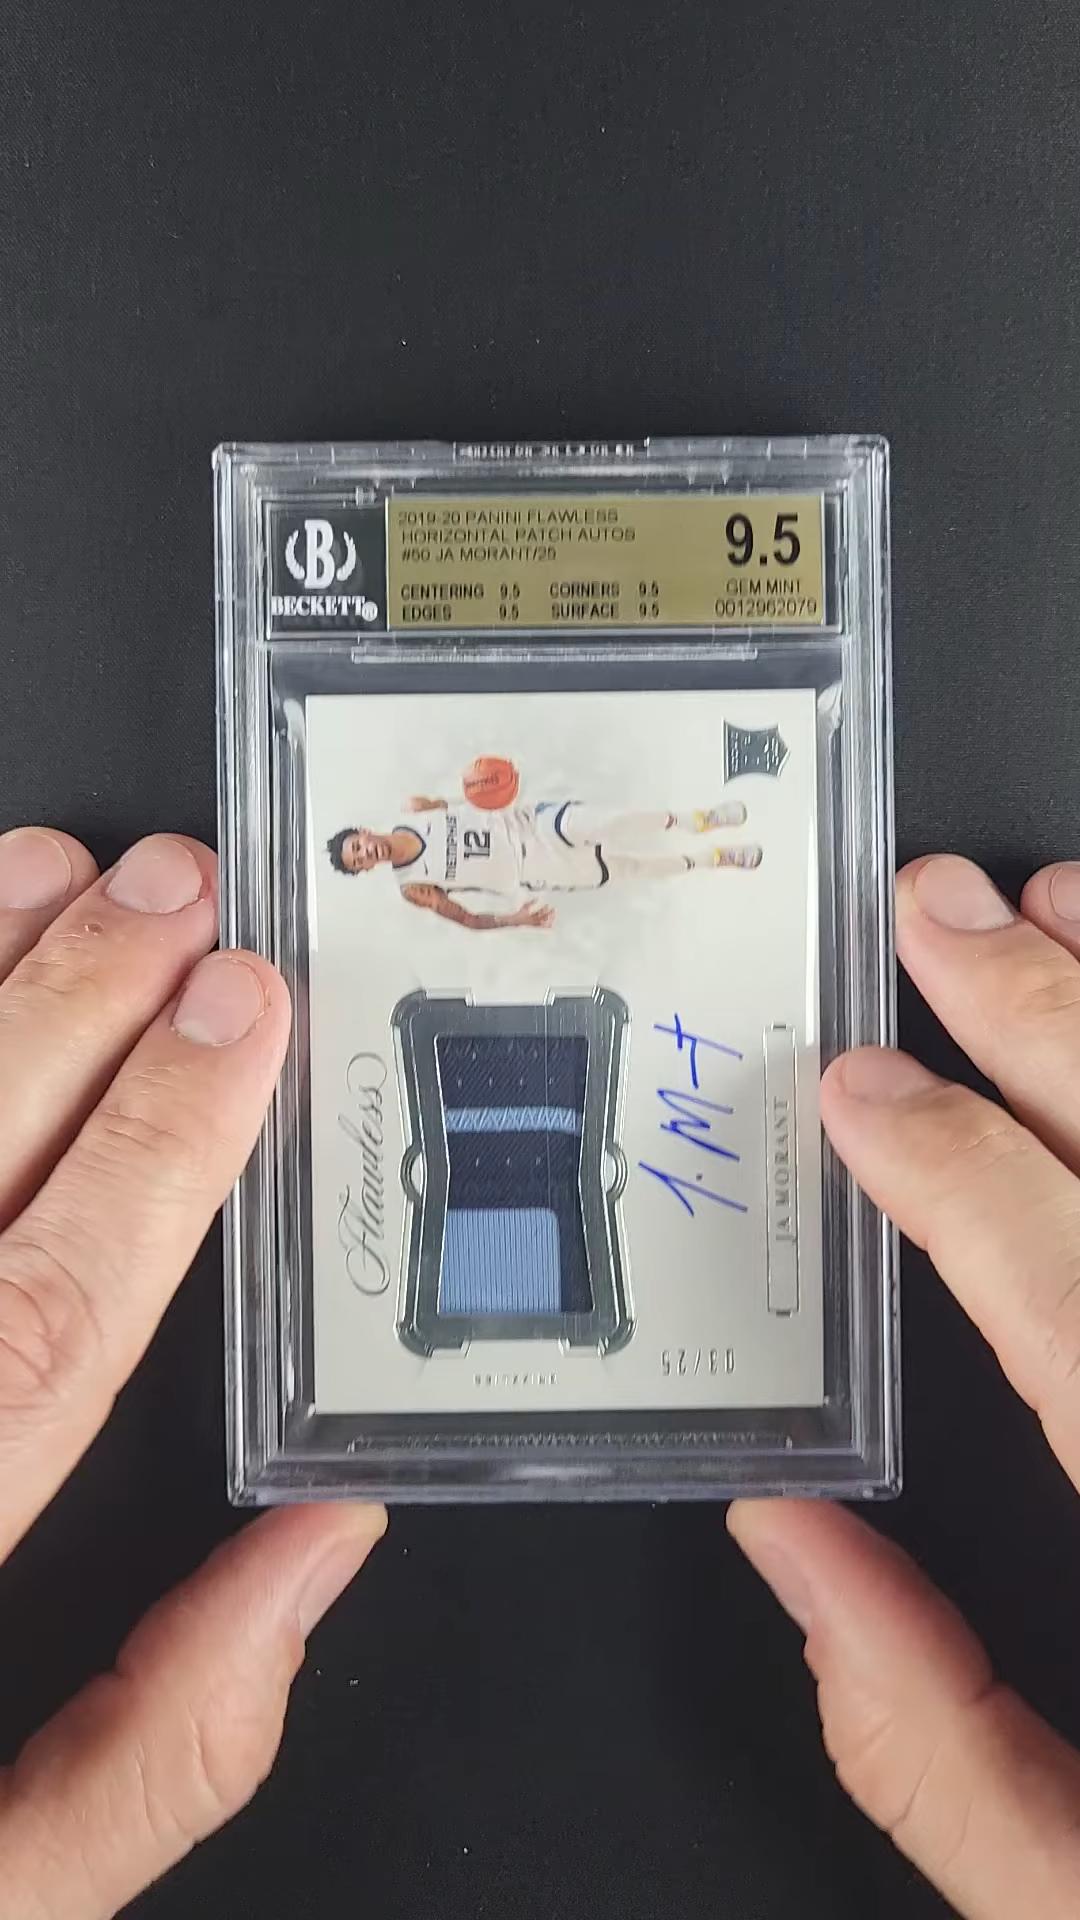 2019-20 PANINI FLAWLESS
HORIZONTAL PATCH AUTOS
#50 JA MORANT/25
CENTERING 9.5 CORNERS 9.5
EDGES 9.5 SURFACE 9.5
9.5
GEM MINT
0012962079
B
BECKETT®
MEMPHIS
12
Flawless
J. Mo—t
JA MORANT
03/25